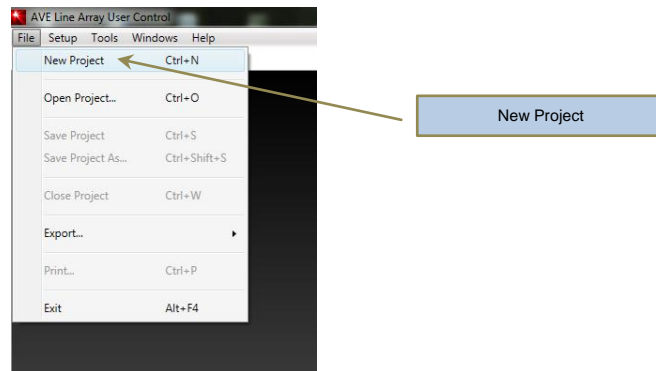 AVE Line Array User Control
File Setup Tools Windows Help
New Project Ctrl+N
Open Project... Ctrl+O
Save Project Ctrl+S
Save Project As... Ctrl+Shift+S
Close Project Ctrl+W
Export...
Print... Ctrl+P
Exit Alt+F4
New Project